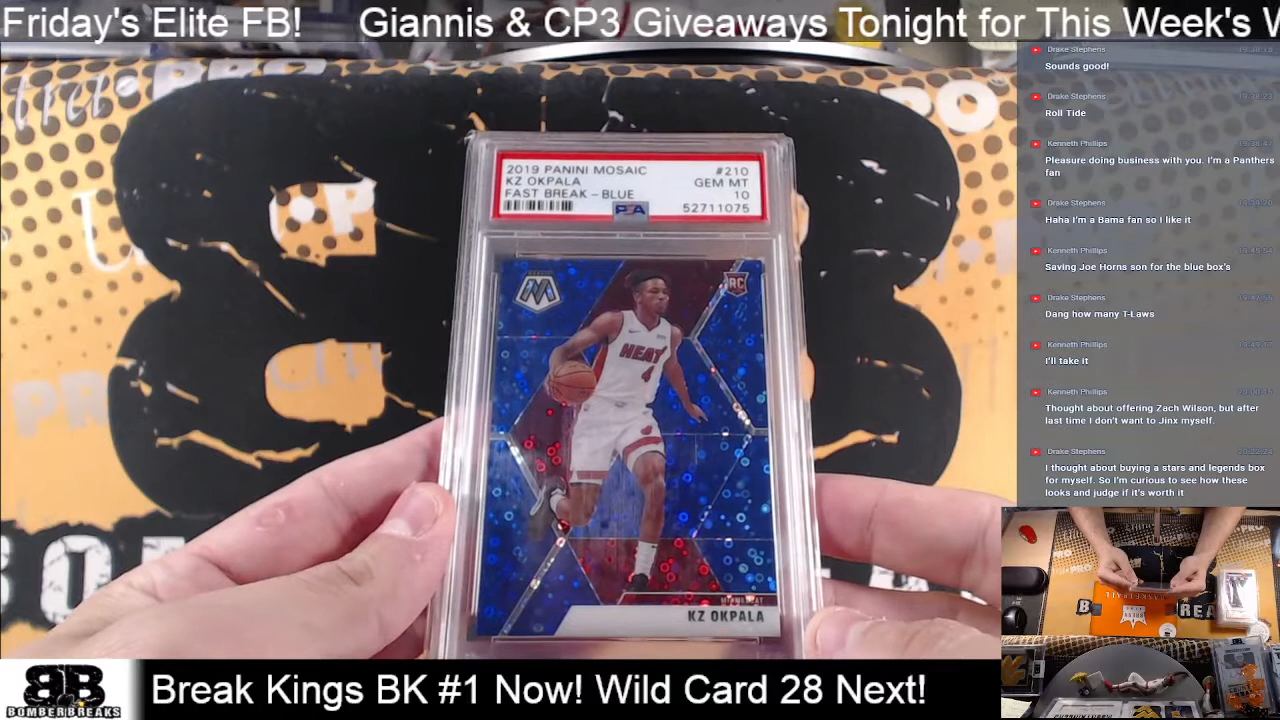 Friday's Elite FB! Giannis & CP3 Giveaways Tonight for This Week's W
Drake Stephens
Sounds good!
Drake Stephens
Roll Tide
Kenneth Phillips
Pleasure doing business with you. I'm a Panthers
fan
Drake Stephens
Haha I'm a Bama fan so I like it
Kenneth Phillips
Saving Joe Horns son for the blue box's
Drake Stephens
Dang how many T-Laws
Kenneth Phillips
I'll take it
Kenneth Phillips
Thought about offering Zach Wilson, but after
last time I don't want to Jinx myself.
Drake Stephens
I thought about buying a stars and legends box
for myself. So I'm curious to see how these
looks and judge if it's worth it
2019 PANINI MOSAIC #210
KZ OKPALA GEM MT
FAST BREAK - BLUE 10
PSA 52711075
RC
HEAT
4
KZ OKPALA
BOMBERBREAKS
Break Kings BK #1 Now! Wild Card 28 Next!